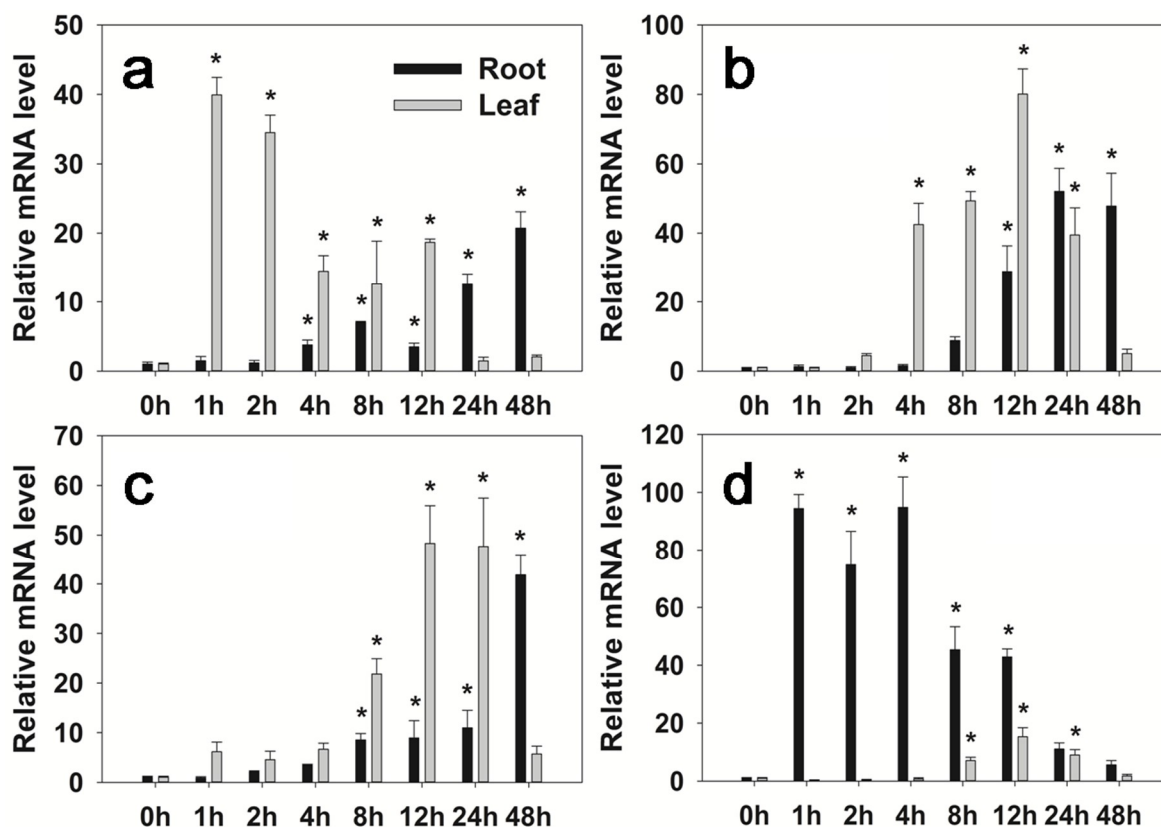 a
Root
Leaf
Relative mRNA level
50
40
30
20
10
0
* * * * * * * * *
0h 1h 2h 4h 8h 12h 24h 48h
b
Relative mRNA level
100
80
60
40
20
0
* * * * * * *
0h 1h 2h 4h 8h 12h 24h 48h
c
Relative mRNA level
70
60
50
40
30
20
10
0
* * * * * * *
0h 1h 2h 4h 8h 12h 24h 48h
d
Relative mRNA level
120
100
80
60
40
20
0
* * * * * * * *
0h 1h 2h 4h 8h 12h 24h 48h